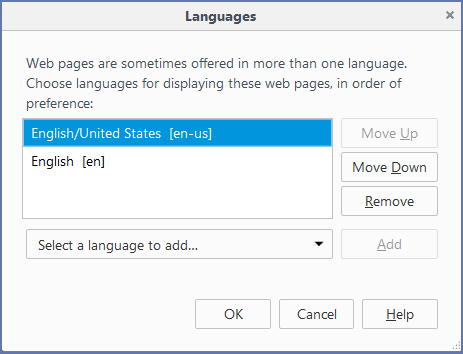 Languages
Web pages are sometimes offered in more than one language.
Choose languages for displaying these web pages, in order of
preference:
English/United States [en-us]
English [en]
Move Up
Move Down
Remove
Select a language to add...
Add
OK
Cancel
Help